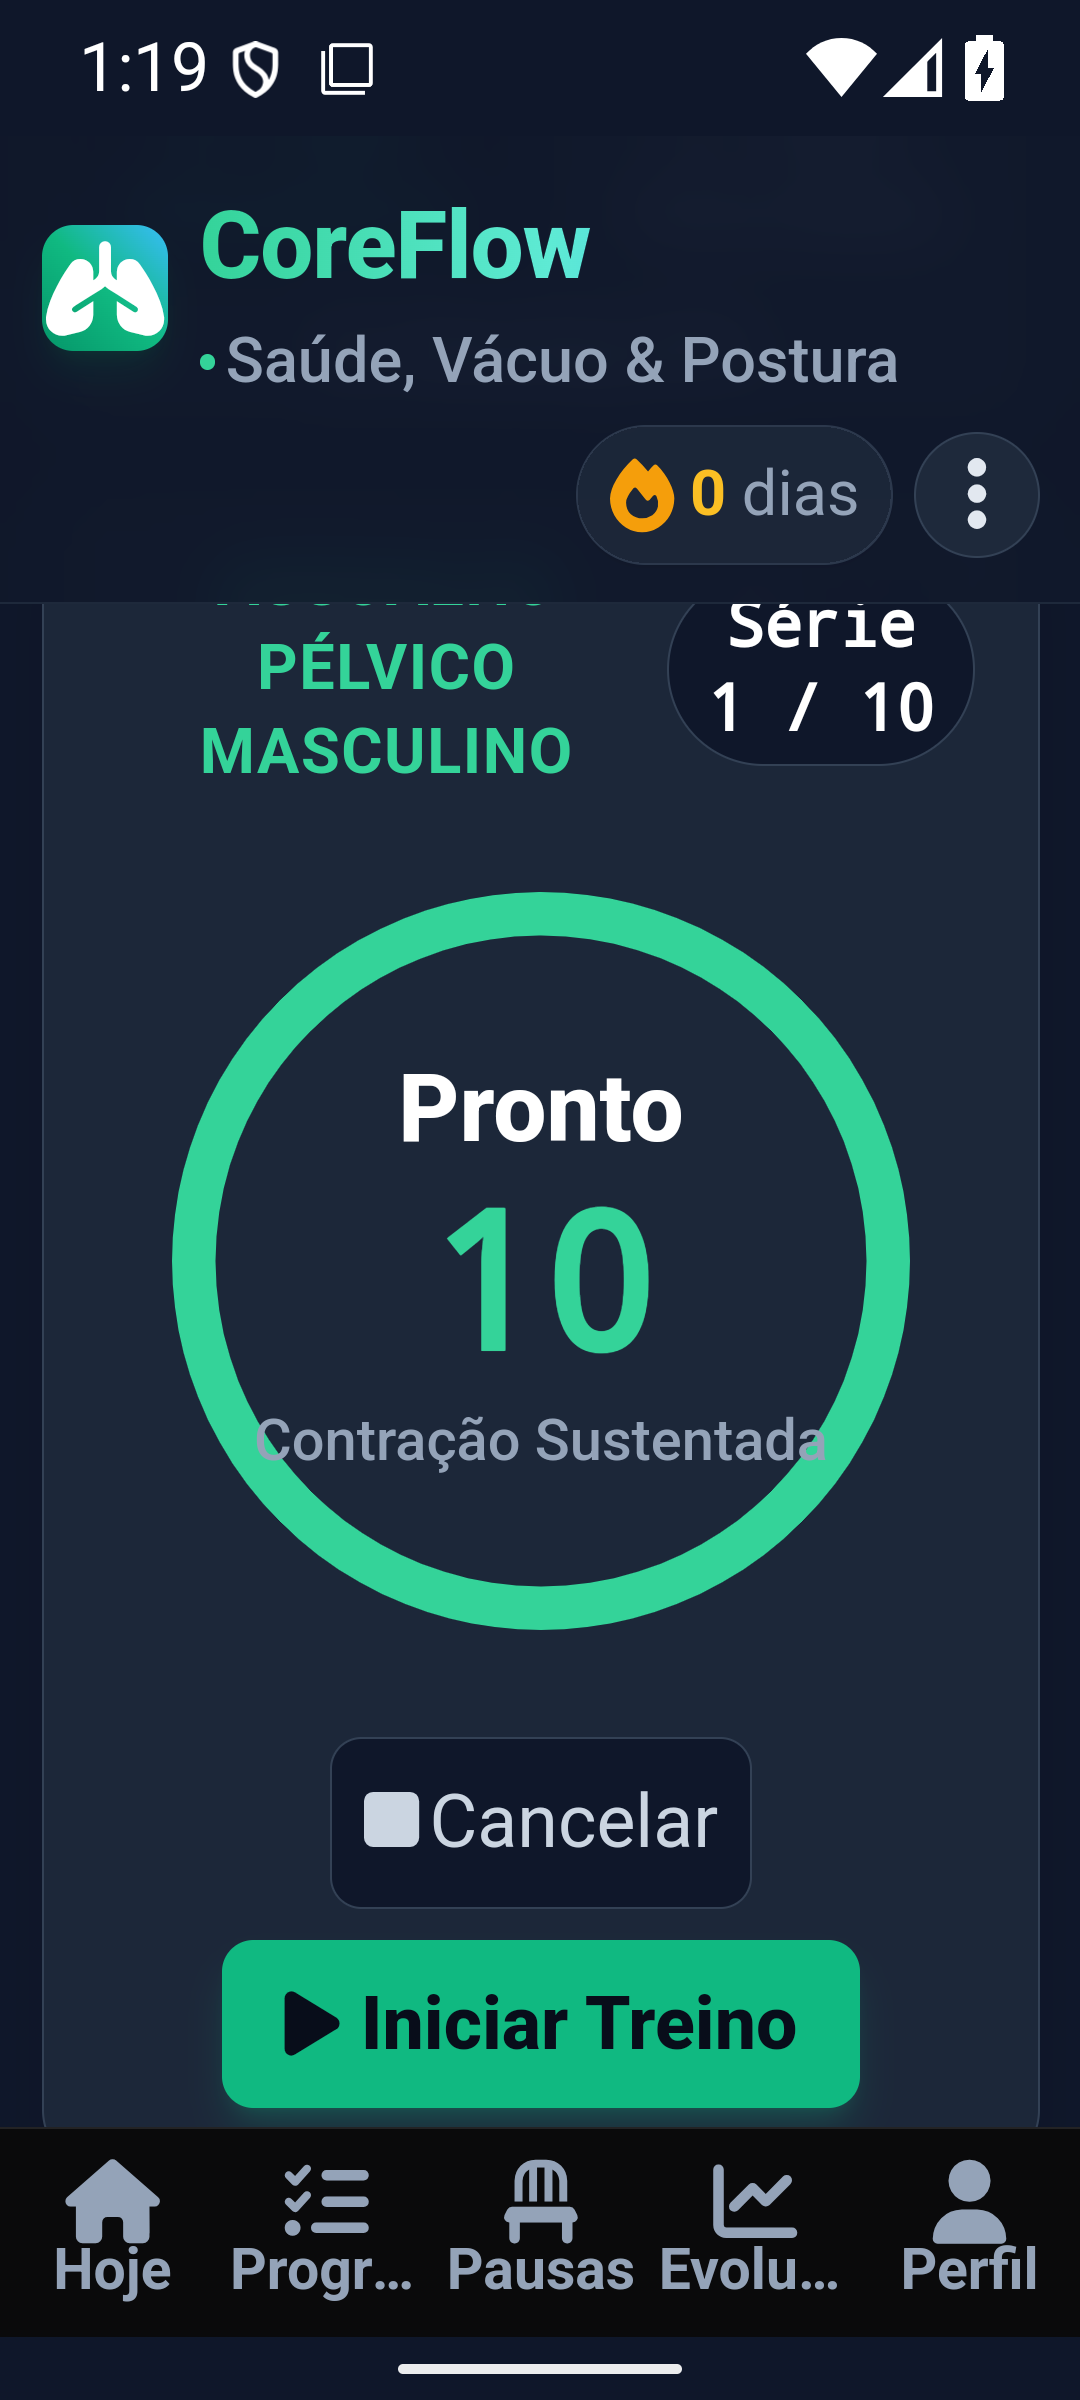 1:19
CoreFlow
Saúde, Vácuo & Postura
0 dias
PÉLVICO
MASCULINO
Série
1 / 10
Pronto
10
Contração Sustentada
Cancelar
Iniciar Treino
Hoje
Progr...
Pausas
Evolu...
Perfil